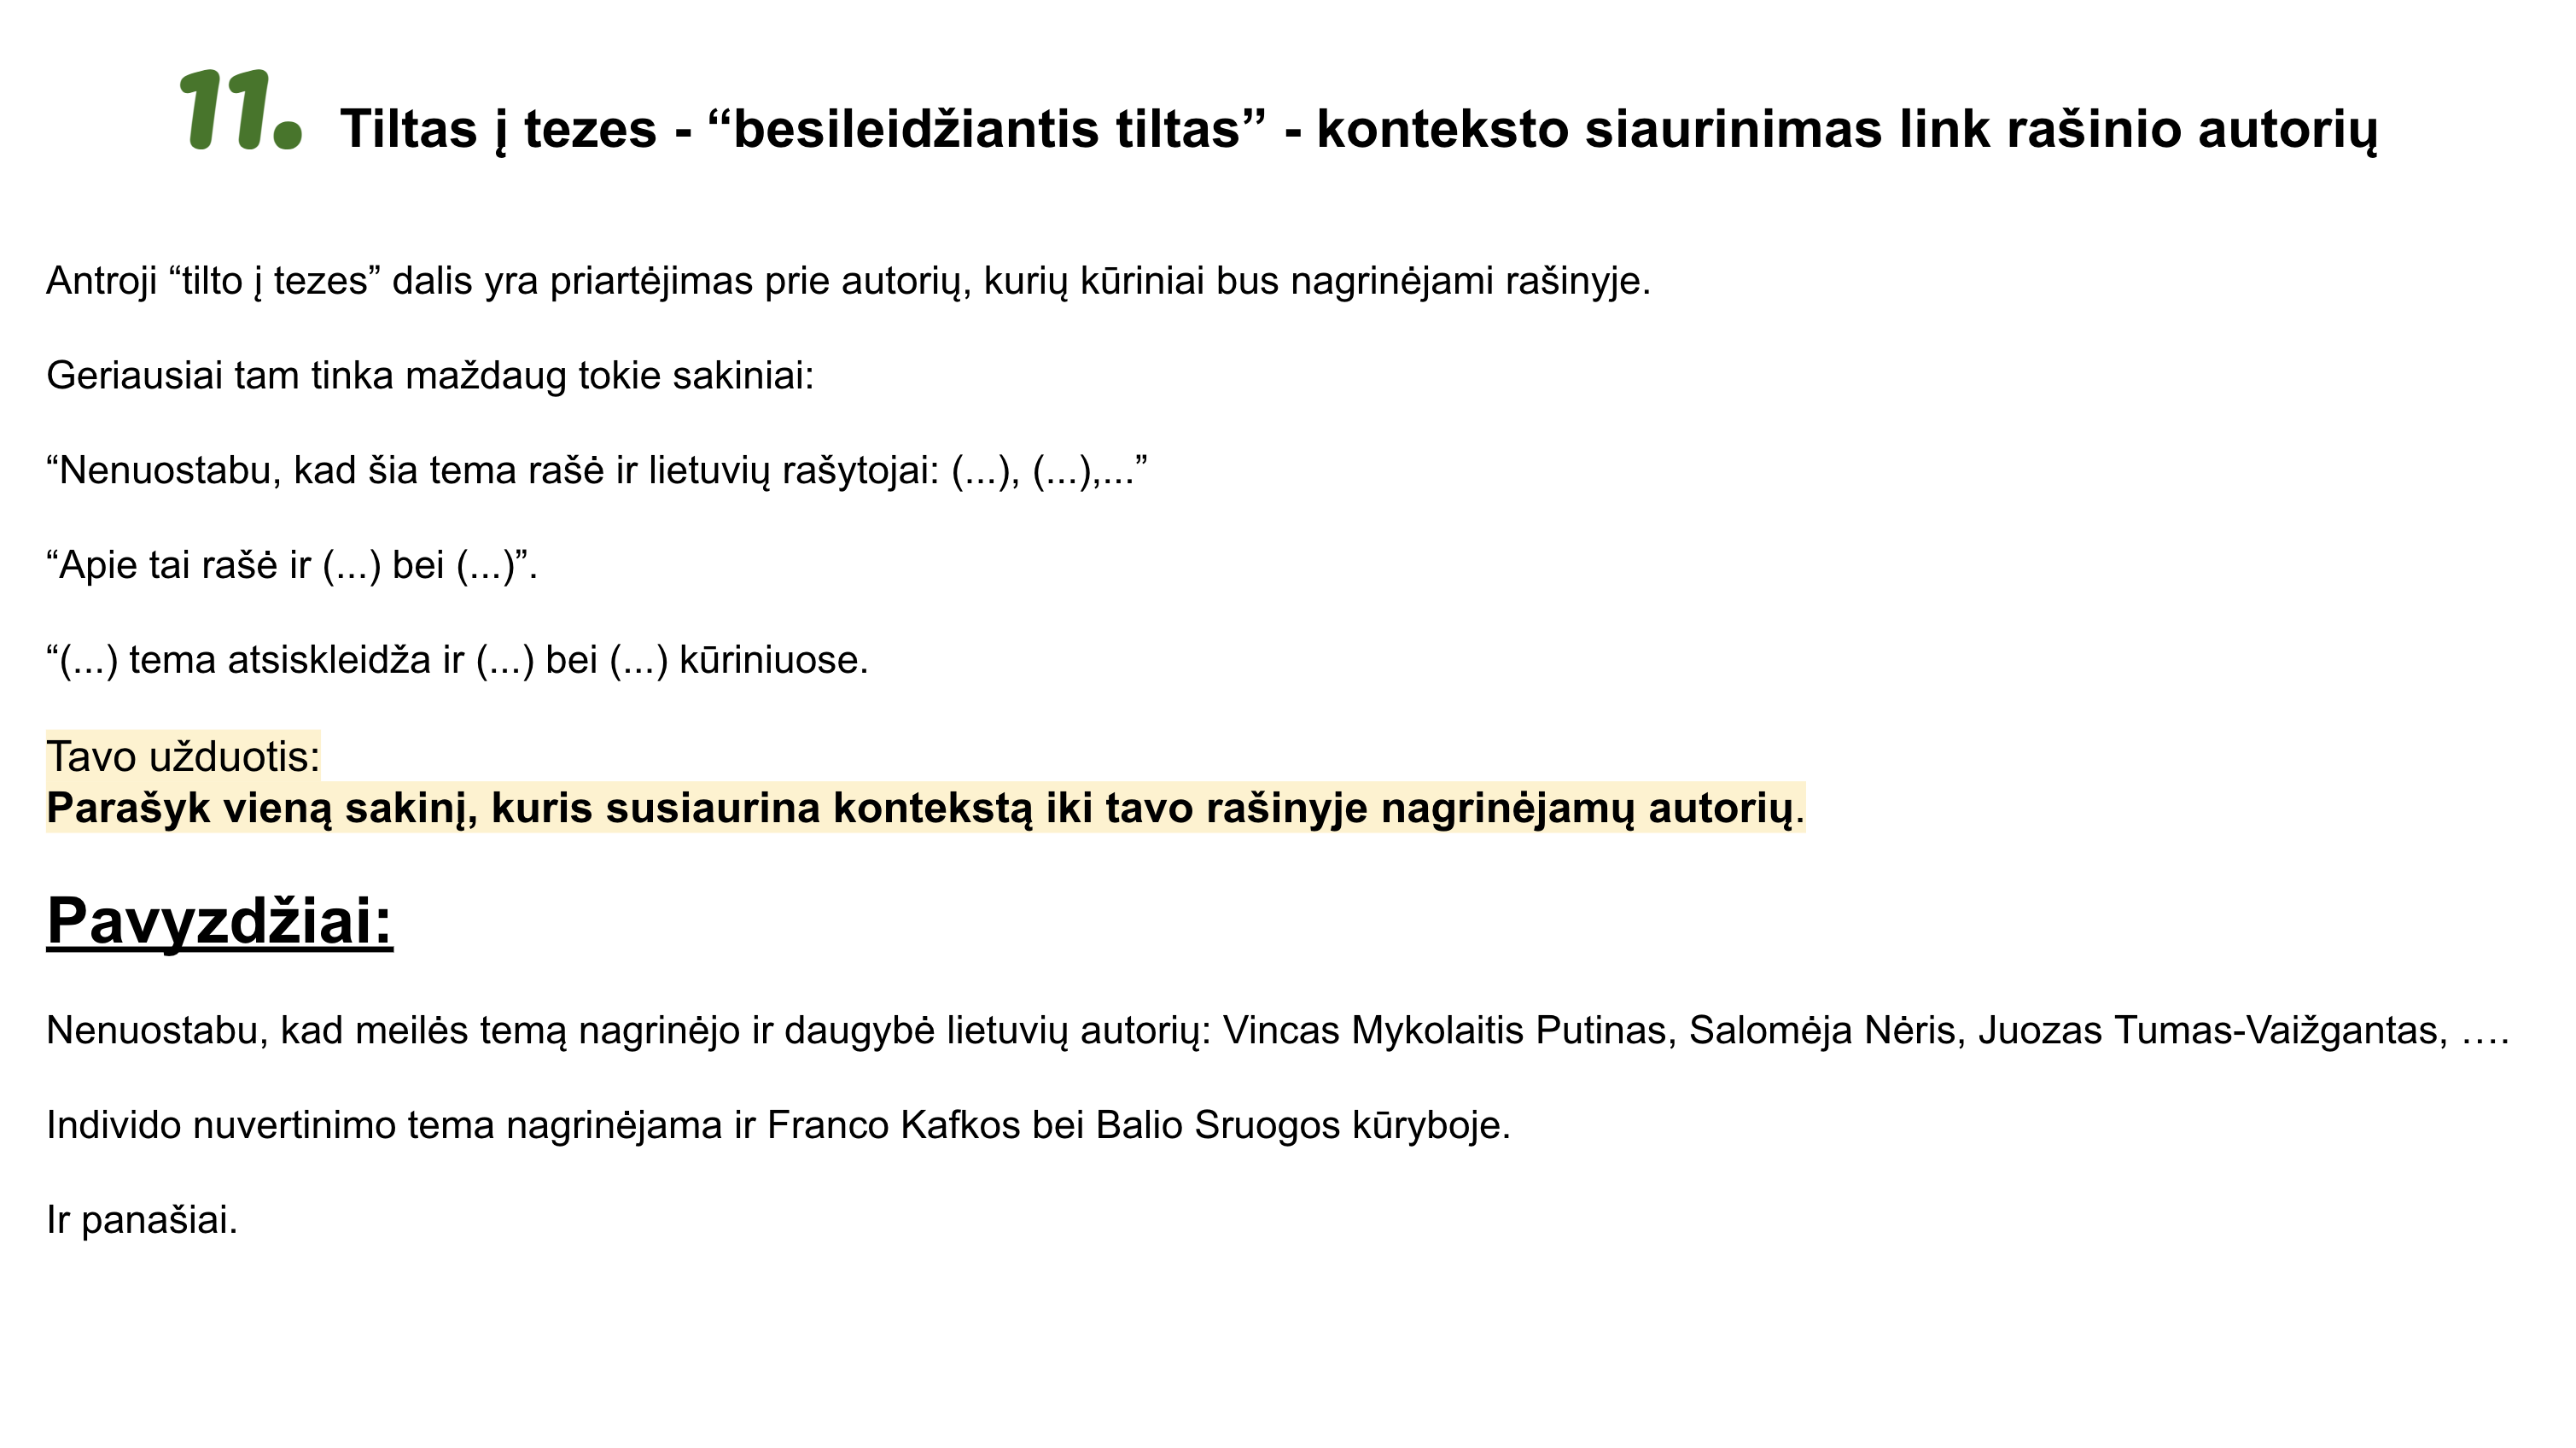 11. Tiltas į tezes - “besileidžiantis tiltas” - konteksto siaurinimas link rašinio autorių
Antroji “tilto į tezes” dalis yra priartėjimas prie autorių, kurių kūriniai bus nagrinėjami rašinyje.
Geriausiai tam tinka maždaug tokie sakiniai:
“Nenuostabu, kad šia tema rašė ir lietuvių rašytojai: (...), (...),...”
“Apie tai rašė ir (...) bei (...)”.
“(...) tema atsiskleidža ir (...) bei (...) kūriniuose.
Tavo užduotis:
Parašyk vieną sakinį, kuris susiaurina kontekstą iki tavo rašinyje nagrinėjamų autorių.
Pavyzdžiai:
Nenuostabu, kad meilės temą nagrinėjo ir daugybė lietuvių autorių: Vincas Mykolaitis Putinas, Salomėja Nėris, Juozas Tumas-Vaižgantas, ….
Individo nuvertinimo tema nagrinėjama ir Franco Kafkos bei Balio Sruogos kūryboje.
Ir panašiai.